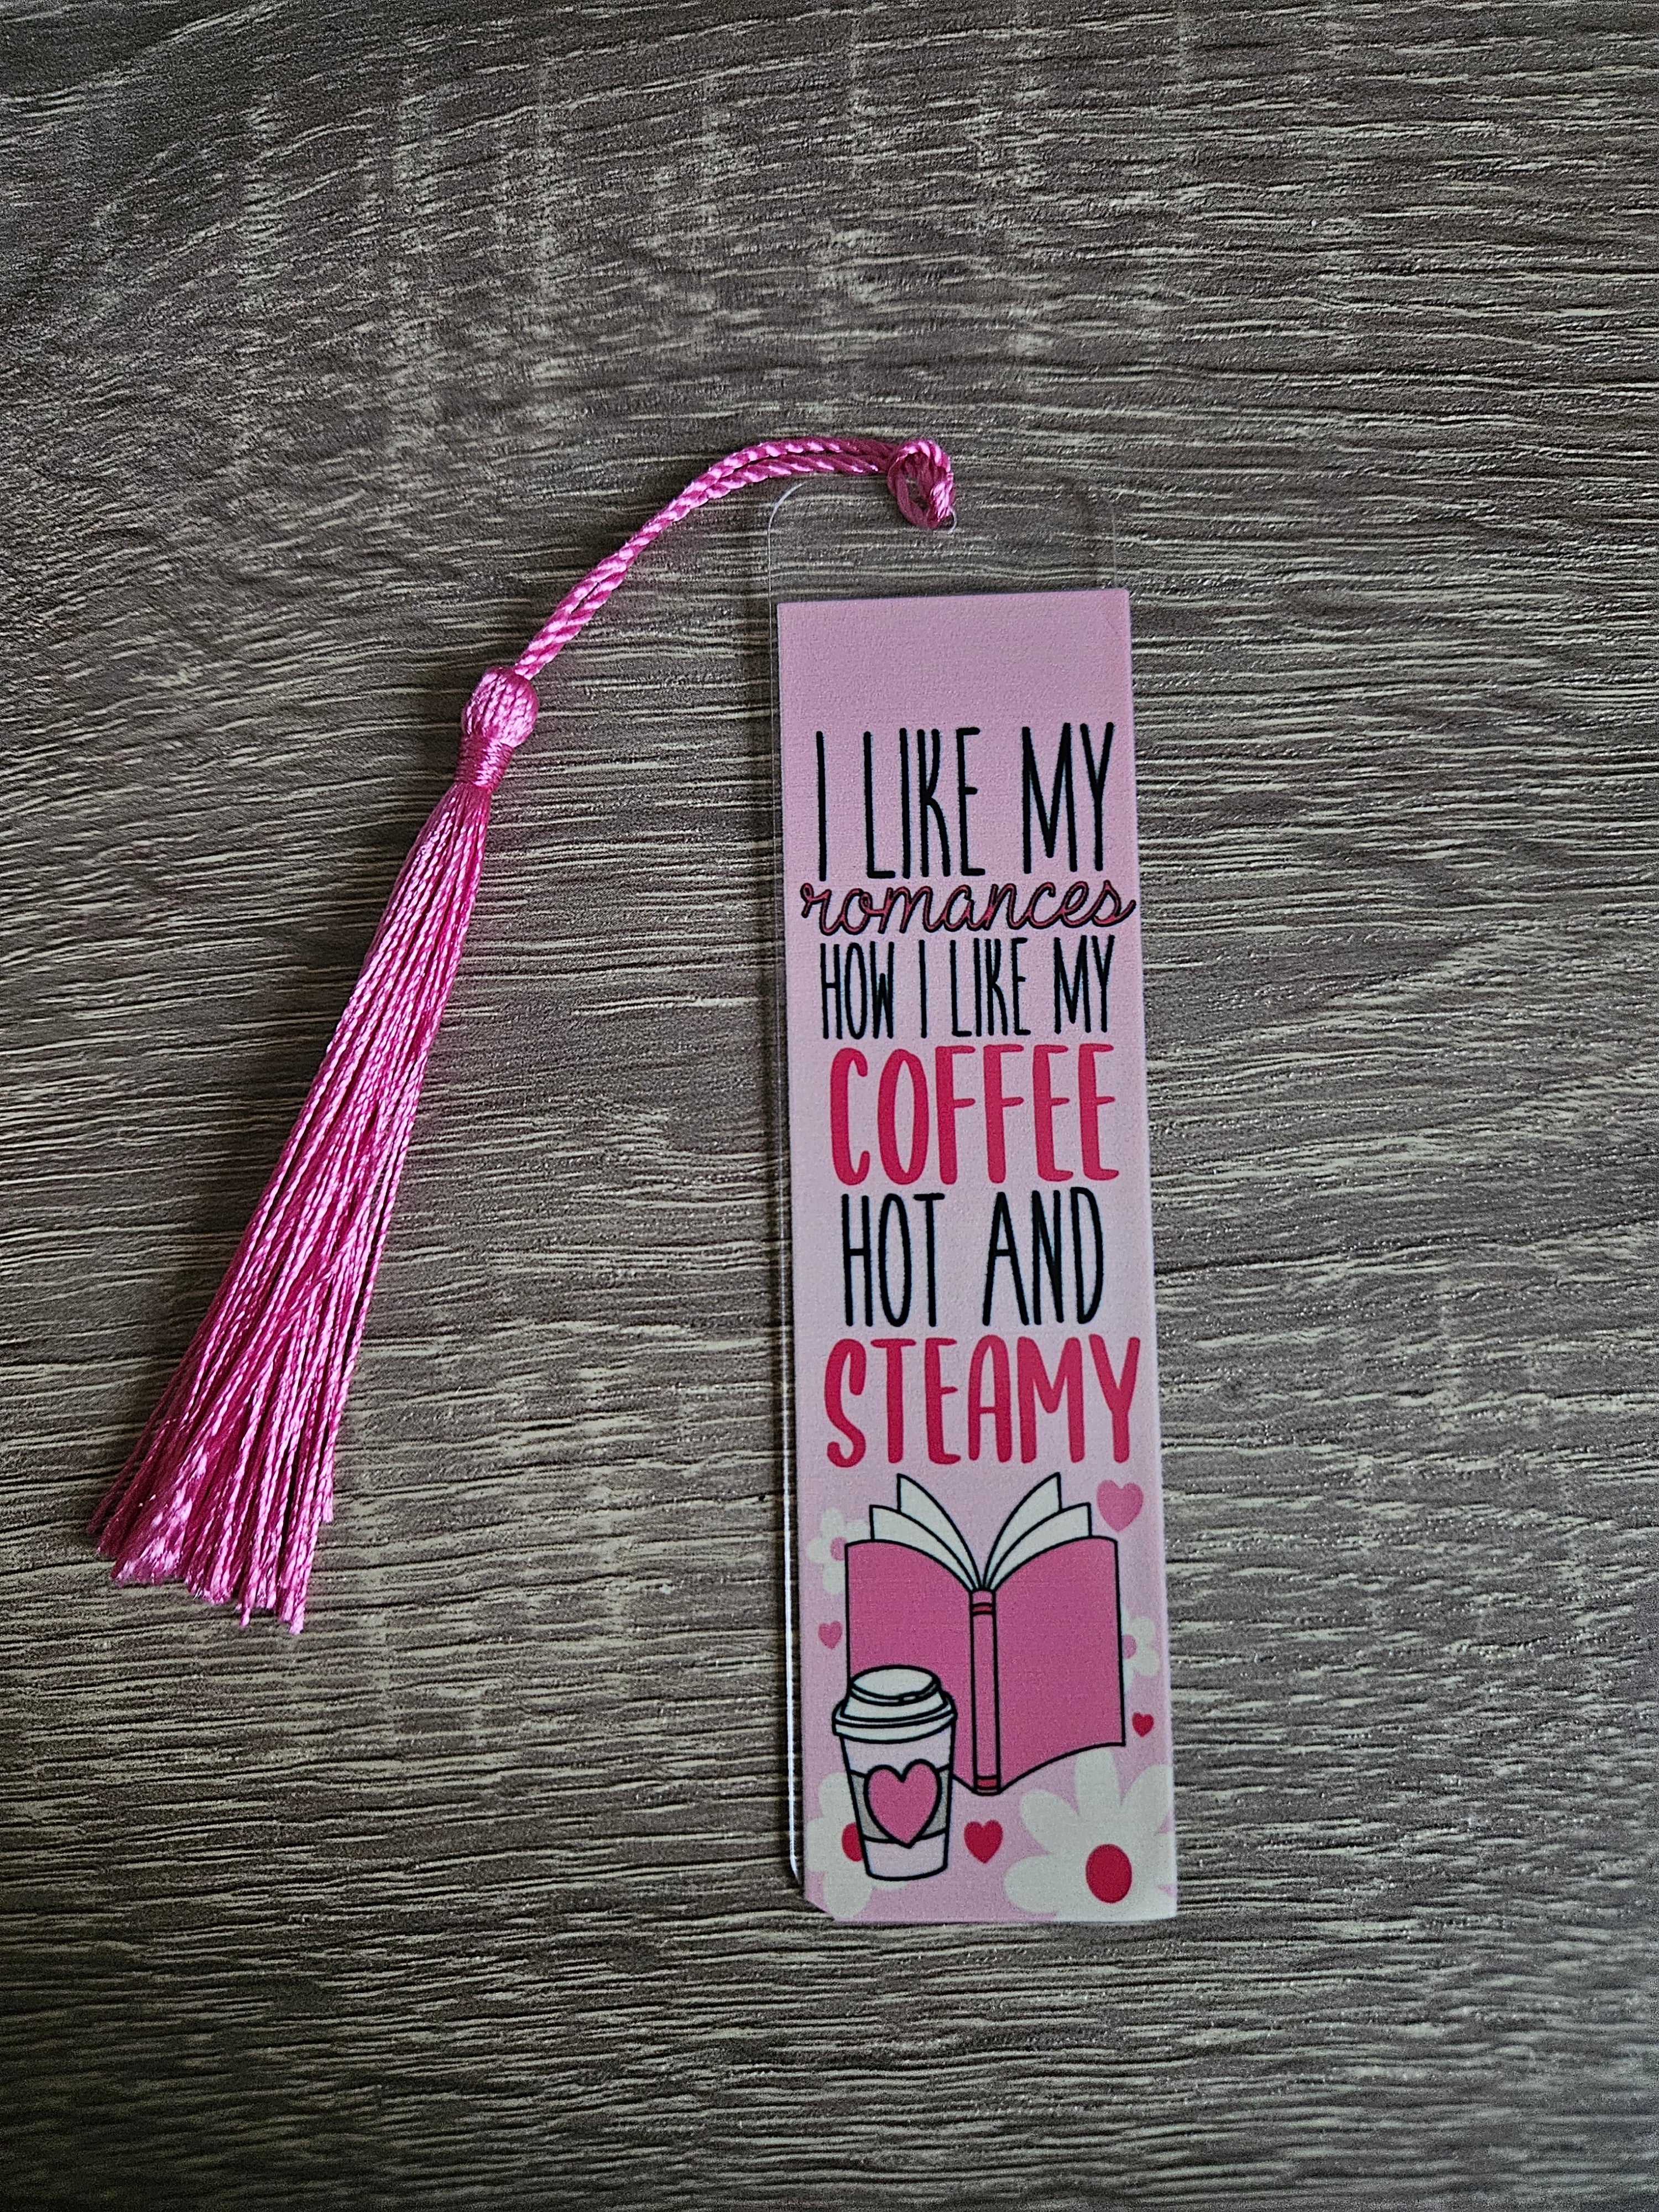 I LIKE MY
romances
HOW I LIKE MY
COFFEE
HOT AND
STEAMY